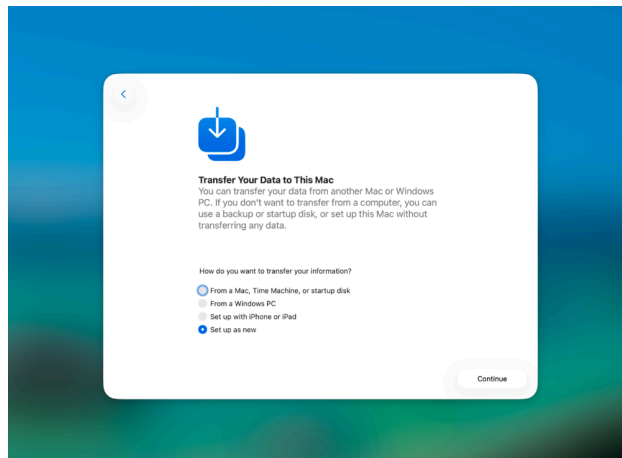 Transfer Your Data to This Mac
You can transfer your data from another Mac or Windows
PC. If you don't want to transfer from a computer, you can
use a backup or startup disk, or set up this Mac without
transferring any data.
How do you want to transfer your information?
From a Mac, Time Machine, or startup disk
From a Windows PC
Set up with iPhone or iPad
Set up as new
Continue